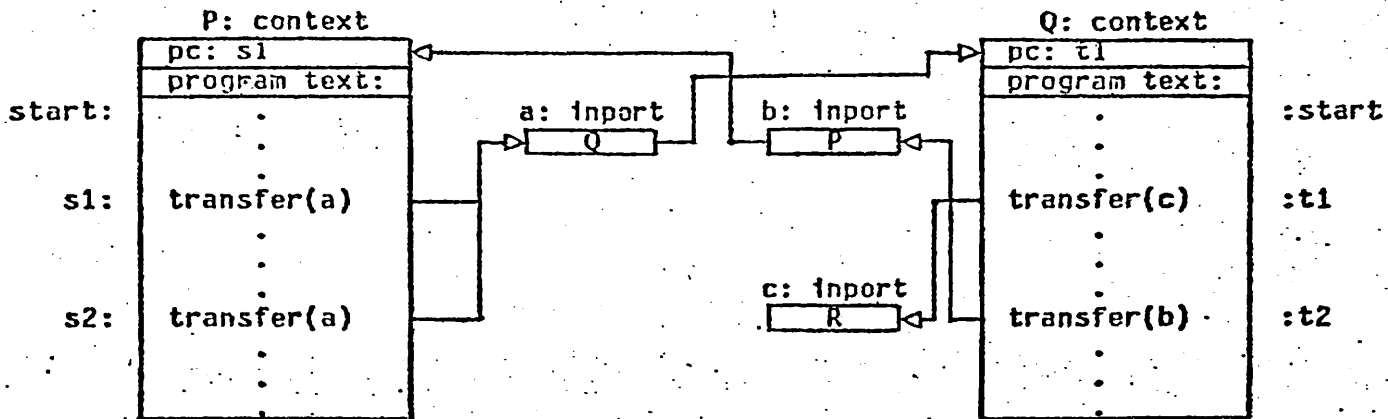 P: context
Q: context
pc: s1
pc: t1
program text:
program text:
start:
:start
a: inport
b: inport
Q
P
s1:
transfer(a)
transfer(c)
:t1
c: inport
R
s2:
transfer(a)
transfer(b)
:t2